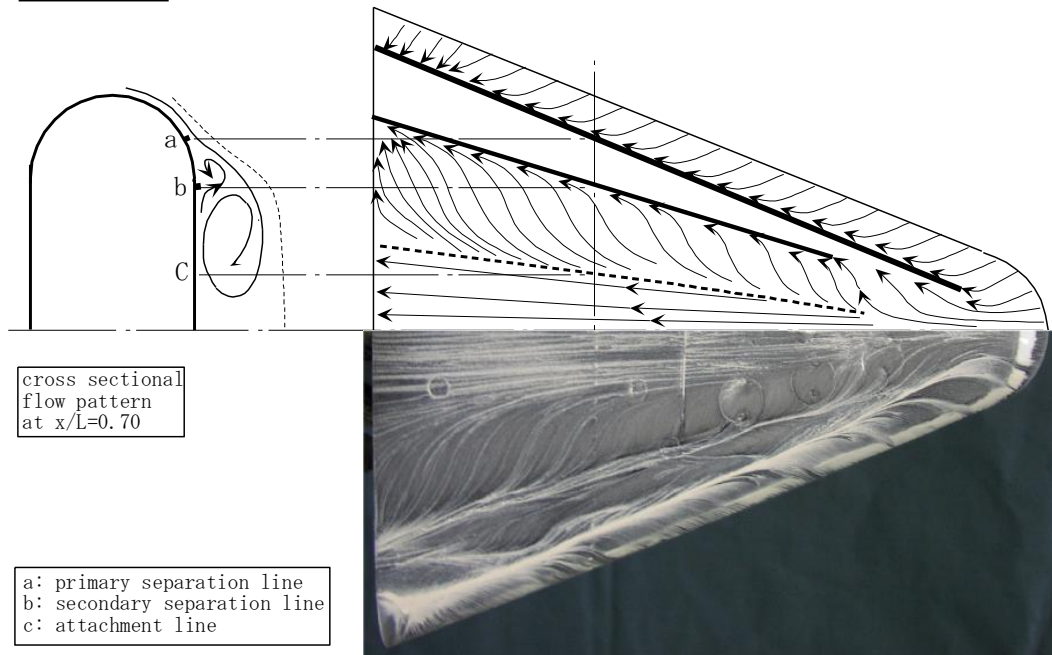 a
b
C
cross sectional
flow pattern
at x/L=0.70
a: primary separation line
b: secondary separation line
c: attachment line